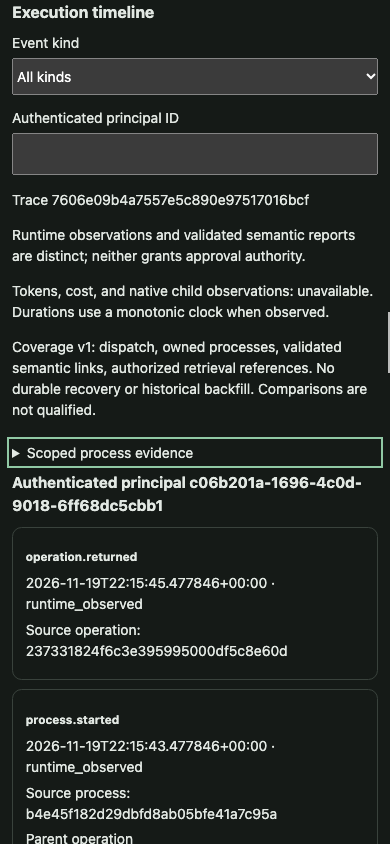 Execution timeline
Event kind
All kinds
Authenticated principal ID
Trace 7606e09b4a7557e5c890e97517016bcf
Runtime observations and validated semantic reports
are distinct; neither grants approval authority.
Tokens, cost, and native child observations: unavailable.
Durations use a monotonic clock when observed.
Coverage v1: dispatch, owned processes, validated
semantic links, authorized retrieval references. No
durable recovery or historical backfill. Comparisons are
not qualified.
Scoped process evidence
Authenticated principal c06b201a-1696-4c0d-
9018-6ff68dc5cbb1
operation.returned
2026-11-19T22:15:45.477846+00:00 ·
runtime_observed
Source operation:
237331824f6c3e395995000df5c8e60d
process.started
2026-11-19T22:15:43.477846+00:00 ·
runtime_observed
Source process:
b4e45f182d29dbfd8ab05bfe41a7c95a
Parent operation